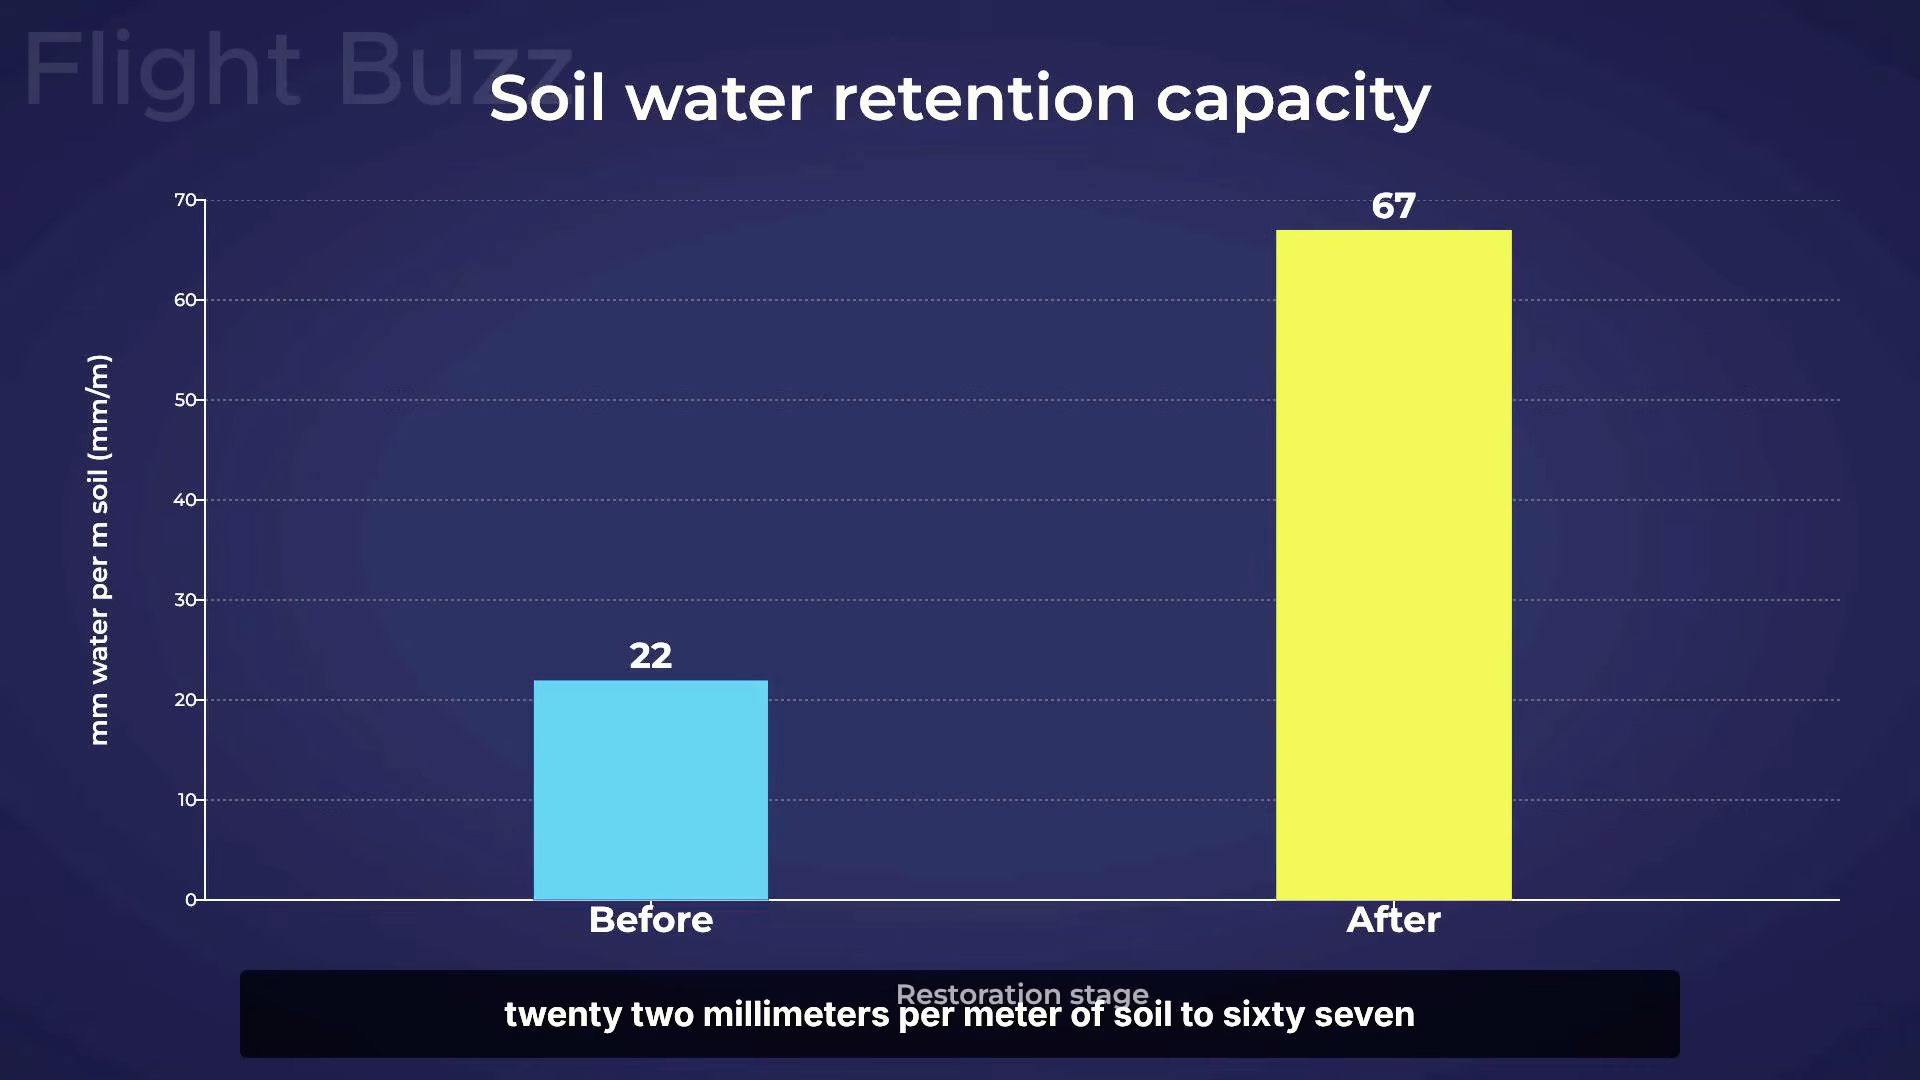 Flight Buzz
Soil water retention capacity
mm water per m soil (mm/m)
70
60
50
40
30
20
10
0
22
67
Before
After
Restoration stage
twenty two millimeters per meter of soil to sixty seven